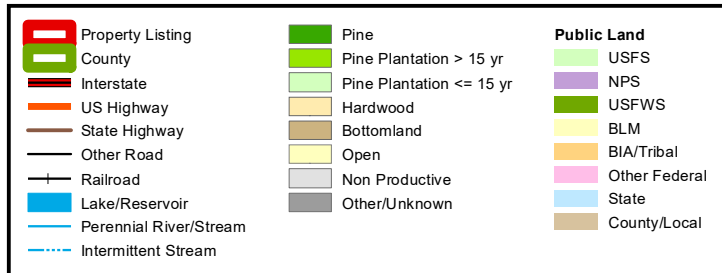 Property Listing
County
Interstate
US Highway
State Highway
Other Road
Railroad
Lake/Reservoir
Perennial River/Stream
Intermittent Stream
Pine
Pine Plantation > 15 yr
Pine Plantation <= 15 yr
Hardwood
Bottomland
Open
Non Productive
Other/Unknown
Public Land
USFS
NPS
USFWS
BLM
BIA/Tribal
Other Federal
State
County/Local